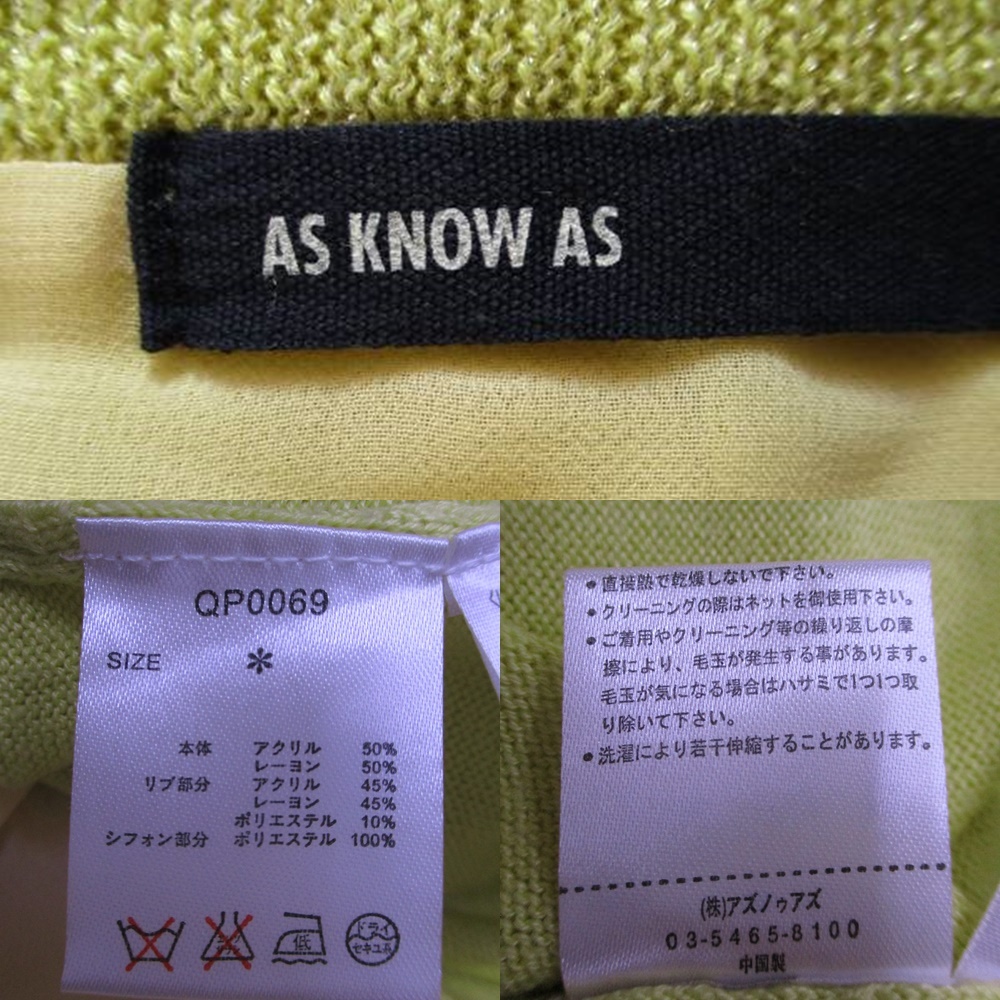 AS KNOW AS
QP0069
SIZE *
本体 アクリル 50%
レーヨン 50%
リブ部分 アクリル 45%
レーヨン 45%
ポリエステル 10%
シフォン部分 ポリエステル 100%
低
ドライ
セキユ系
•直接熱で乾燥しないで下さい。
•クリーニングの際はネットを御使用下さい。
•ご着用やクリーニング等の繰り返しの摩
擦により、毛玉が発生する事があります。
毛玉が気になる場合はハサミで1つ1つ取
り除いて下さい。
•洗濯により若干伸縮することがあります。
(株)アズノゥアズ
03-5465-8100
中国製